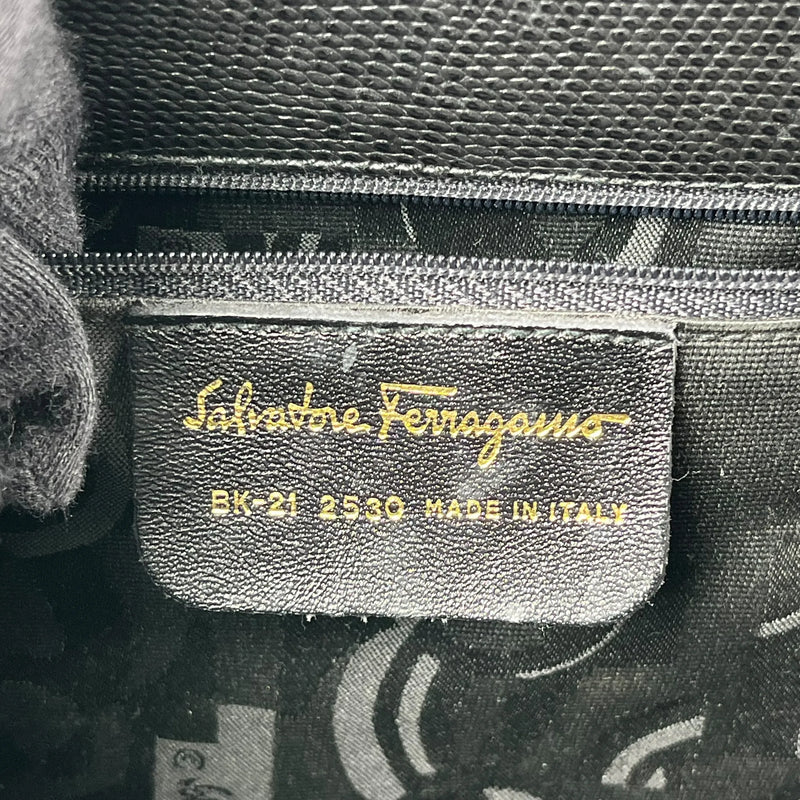 Salvatore Ferragamo
BK-21 2530 MADE IN ITALY